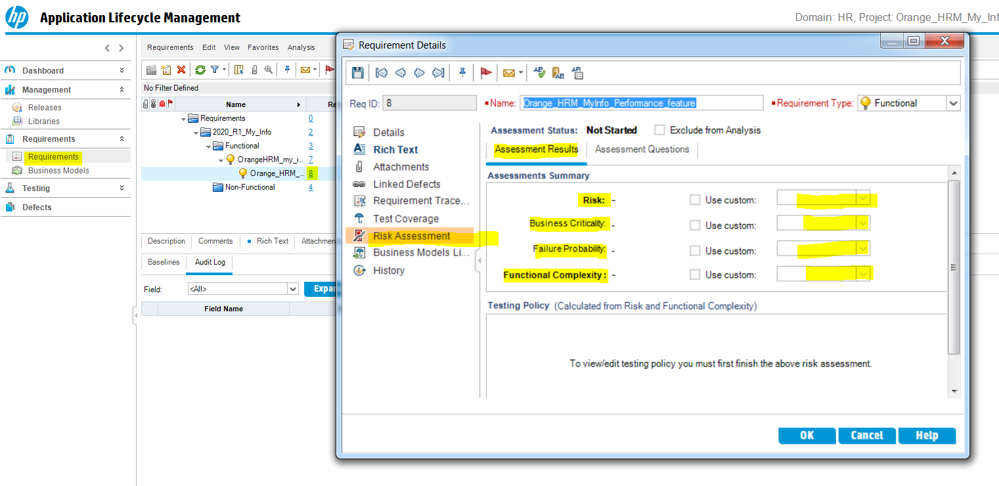 hp Application Lifecycle Management
Domain: HR, Project: Orange_HRM_My_Inf
Dashboard
Management
Releases
Libraries
Requirements
Requirements
Business Models
Testing
Defects
Requirements Edit View Favorites Analysis
No Filter Defined
Name Re
Requirements 0
2020_R1_My_Info 2
Functional 3
OrangeHRM_my_i... 7
Orange_HRM_... 8
Non-Functional 4
Description Comments Rich Text Attachmen
Baselines Audit Log
Field: <All> Expan
Field Name
Requirement Details
Req ID: 8 Name: Orange_HRM_MyInfo_Performance_feature Requirement Type: Functional
Details
Rich Text
Attachments
Linked Defects
Requirement Trace...
Test Coverage
Risk Assessment
Business Models Li...
History
Assessment Status: Not Started Exclude from Analysis
Assessment Results Assessment Questions
Assessments Summary
Risk: - Use custom:
Business Criticality: - Use custom:
Failure Probability: - Use custom:
Functional Complexity: - Use custom:
Testing Policy (Calculated from Risk and Functional Complexity)
To view/edit testing policy you must first finish the above risk assessment.
OK Cancel Help